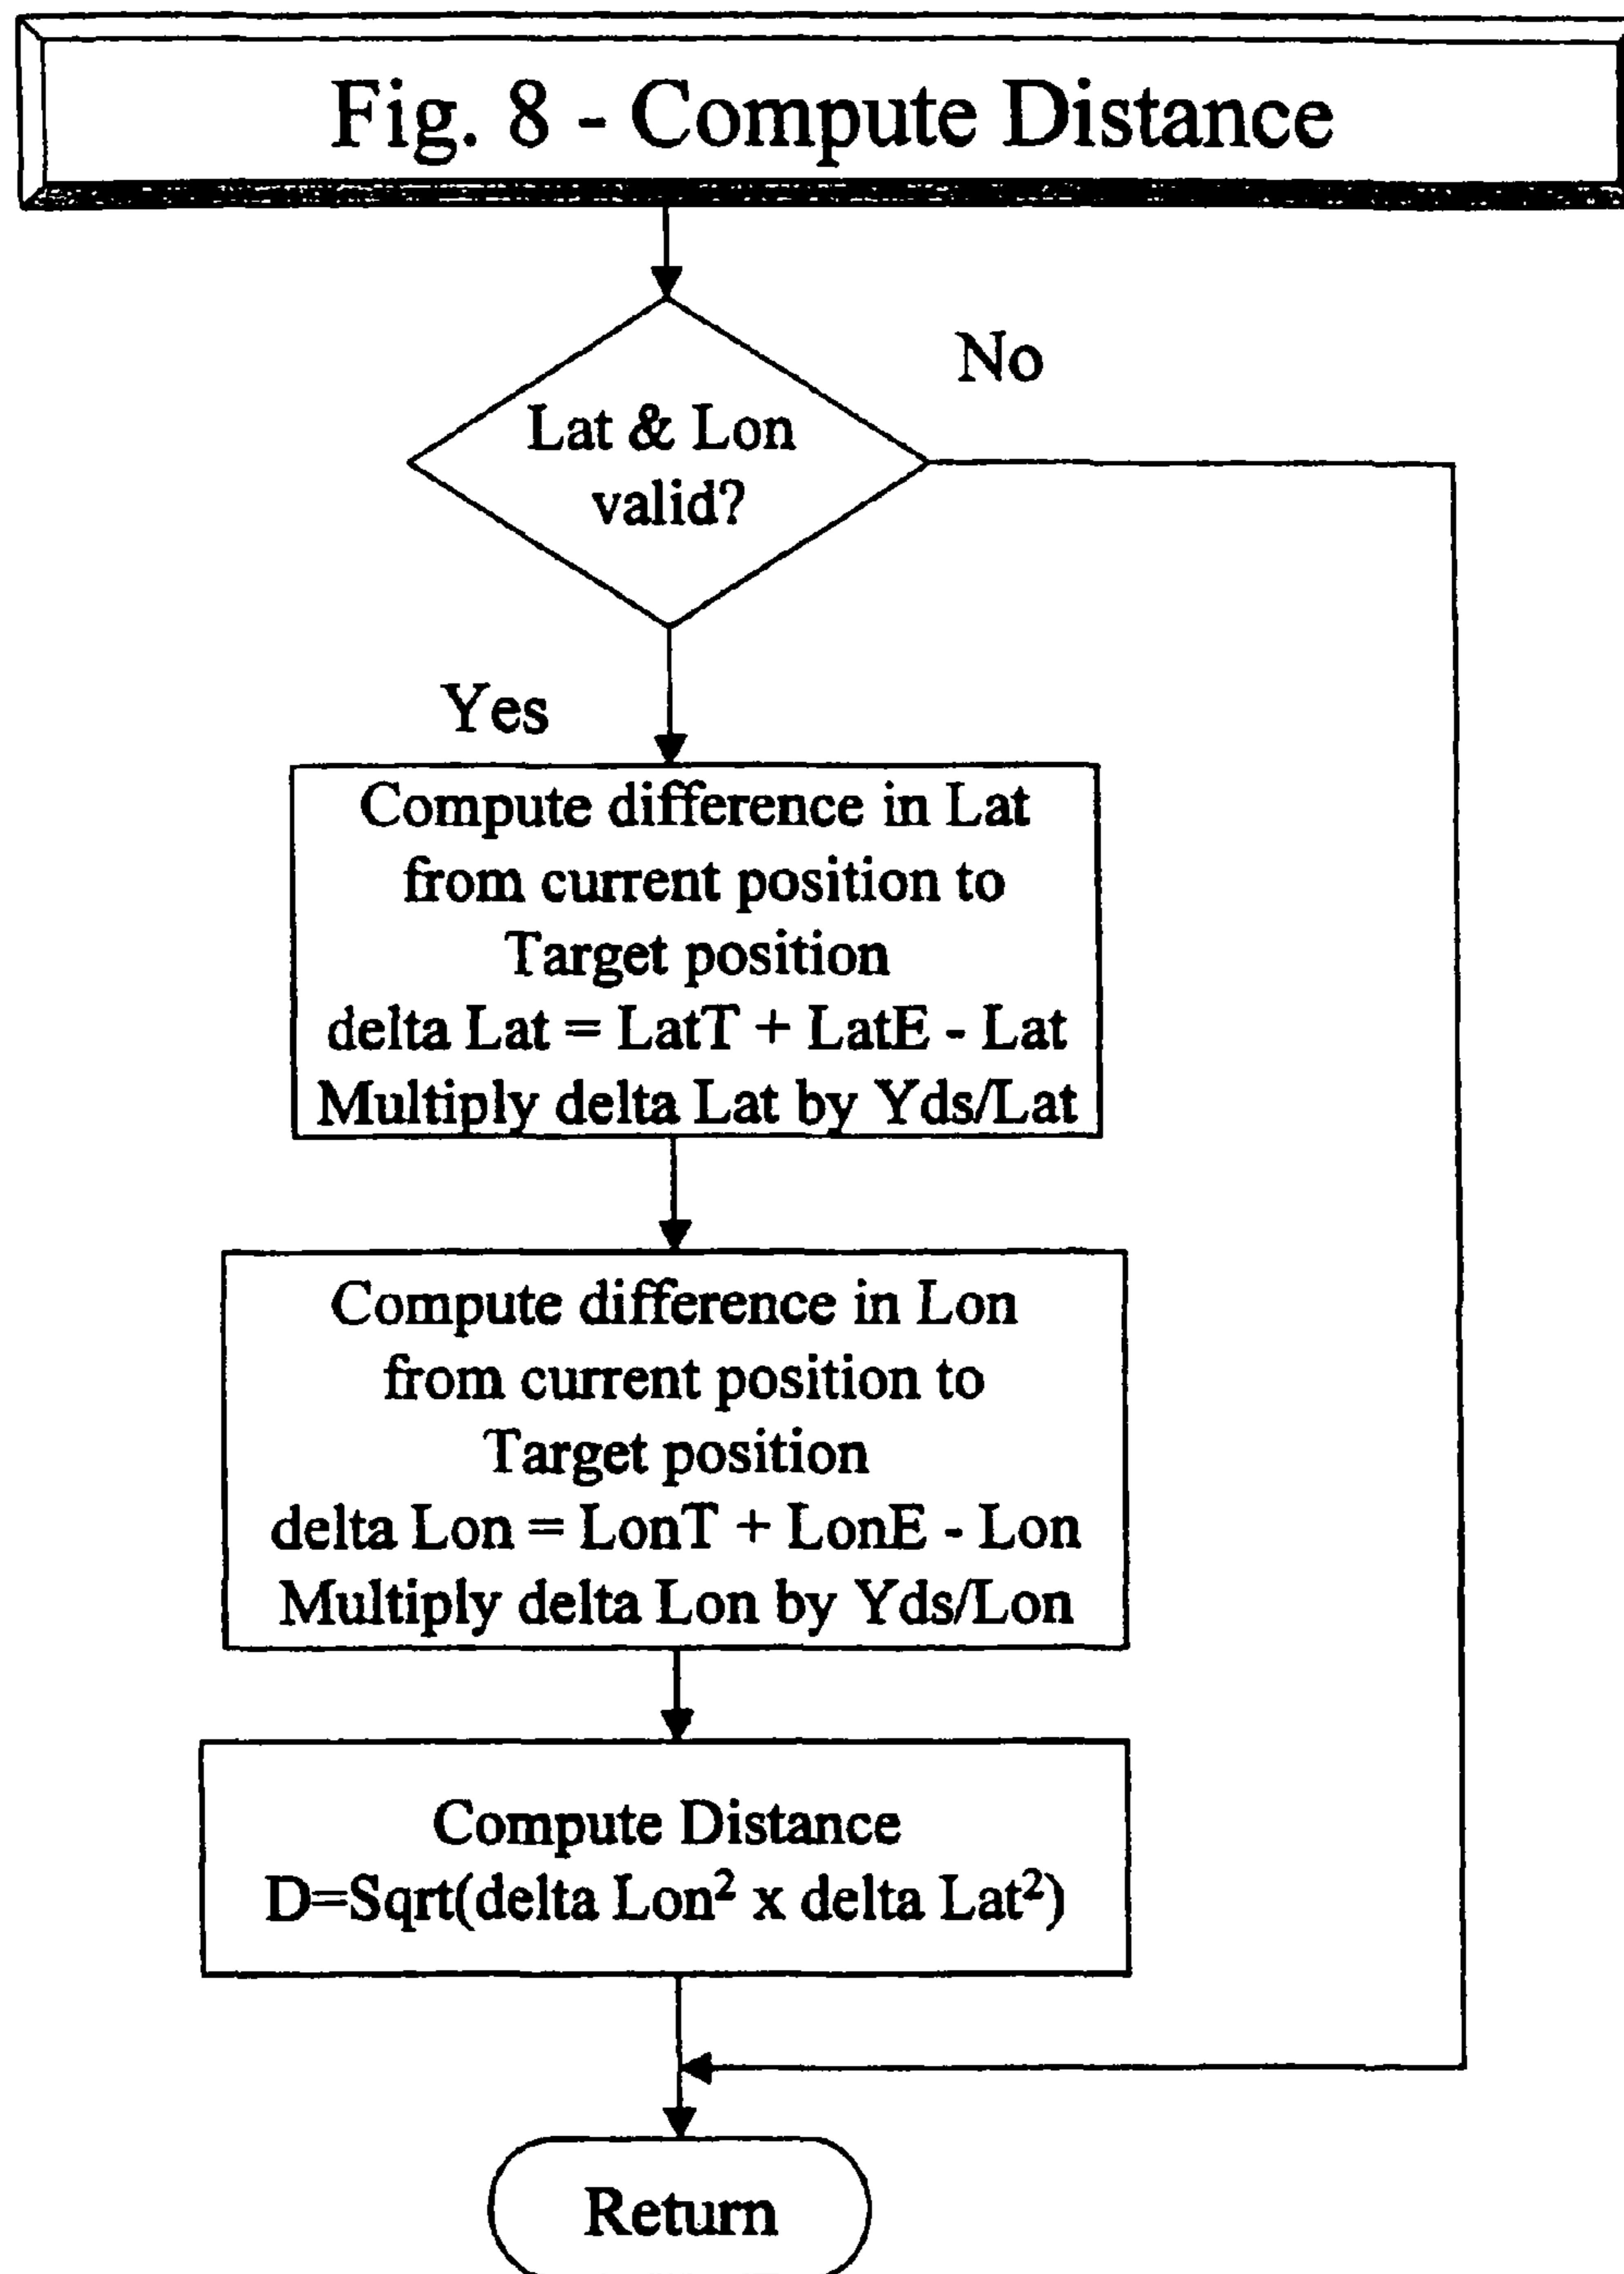 Fig. 8 - Compute Distance
Lat & Lon
valid?
No
Yes
Compute difference in Lat
from current position to
Target position
delta Lat = LatT + LatE - Lat
Multiply delta Lat by Yds/Lat
Compute difference in Lon
from current position to
Target position
delta Lon = LonT + LonE - Lon
Multiply delta Lon by Yds/Lon
Compute Distance
D=Sqrt(delta Lon² x delta Lat²)
Return